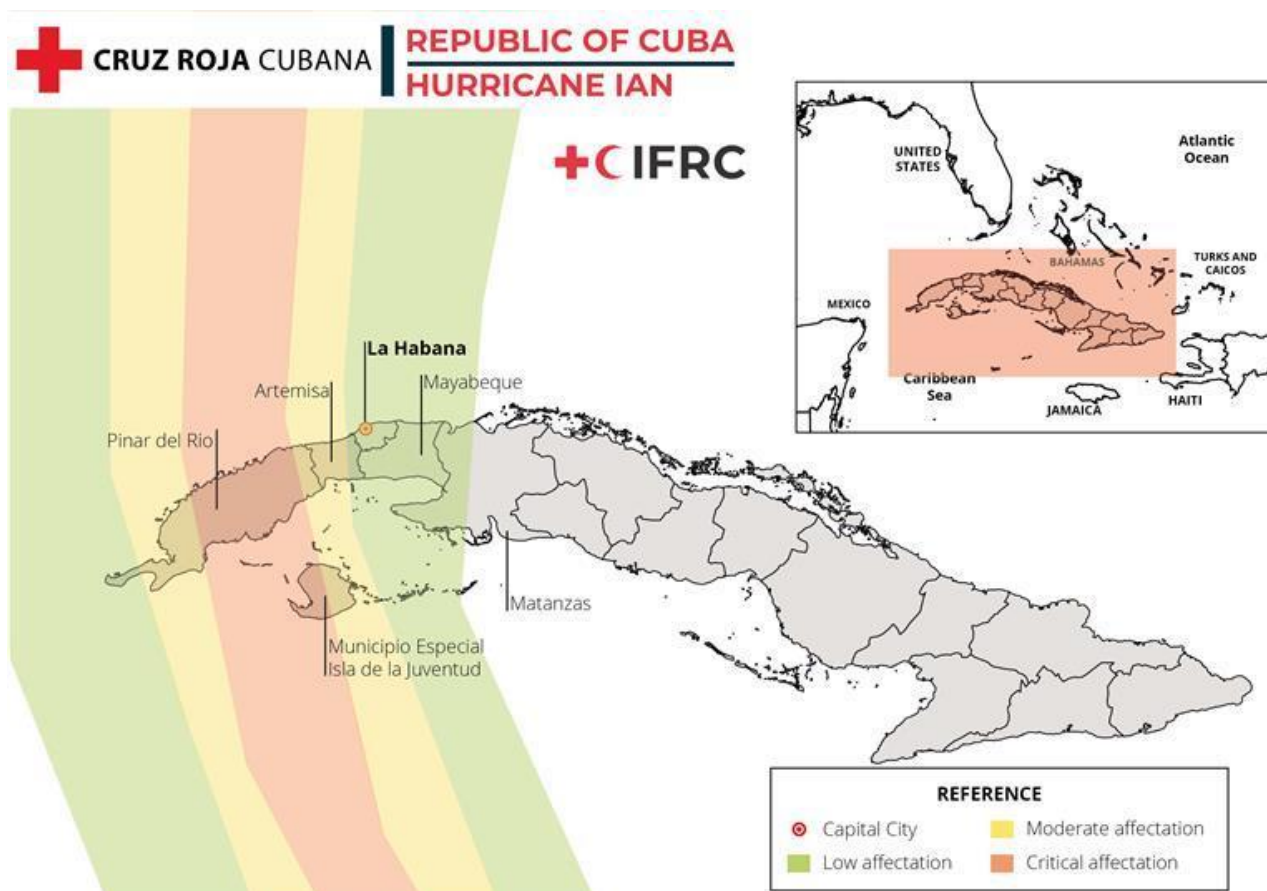 CRUZ ROJA CUBANA
REPUBLIC OF CUBA
HURRICANE IAN
IFRC
UNITED
STATES
Atlantic
Ocean
BAHAMAS
TURKS AND
CAICOS
MEXICO
Caribbean
Sea
JAMAICA
HAITI
La Habana
Artemisa
Mayabeque
Pinar del Rio
Matanzas
Municipio Especial
Isla de la Juventud
REFERENCE
Capital City
Moderate affectation
Low affectation
Critical affectation